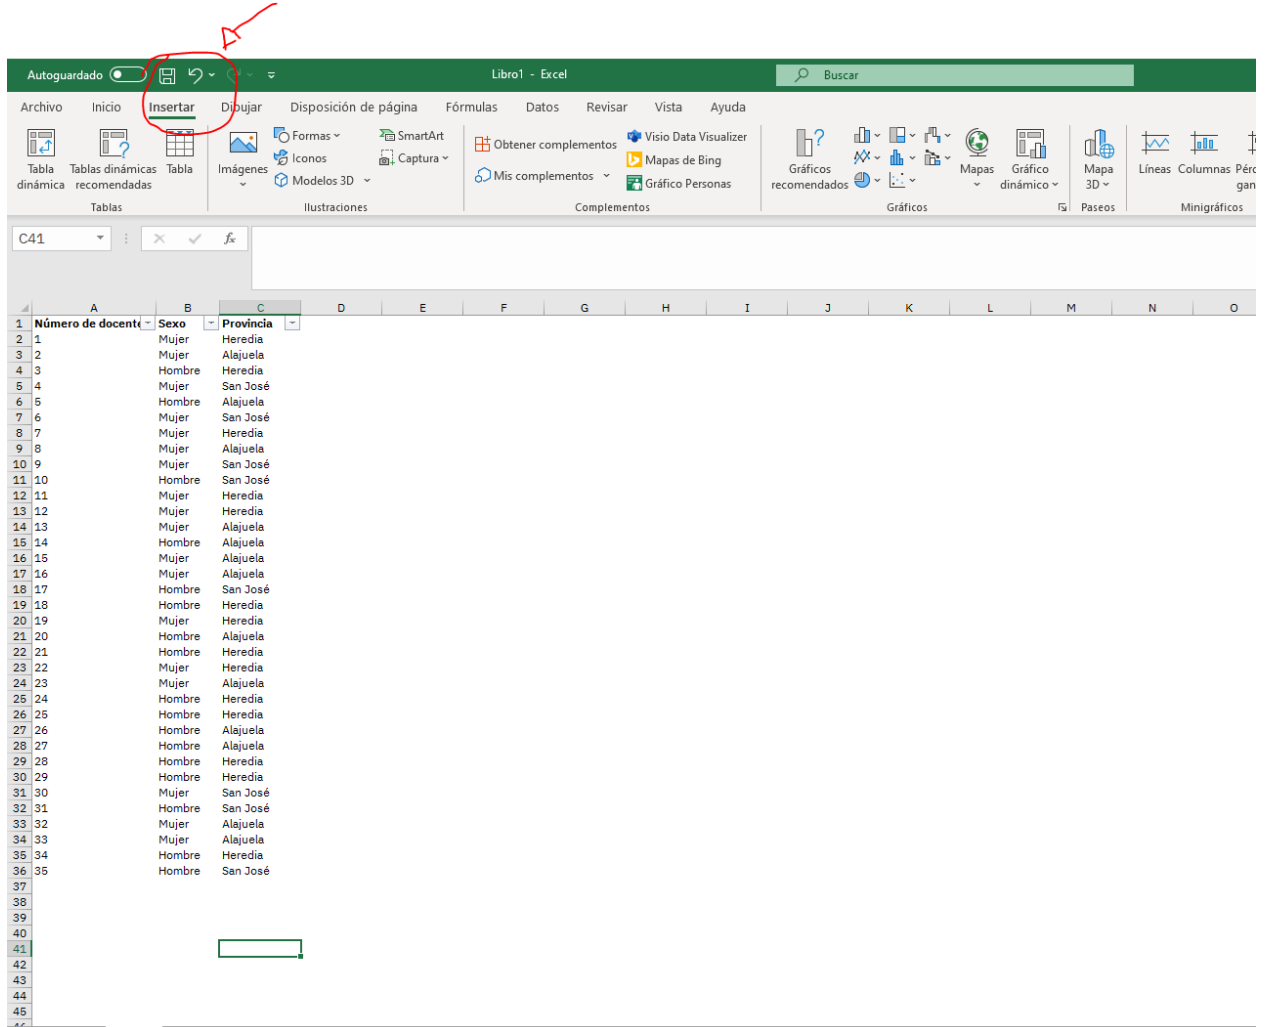 Autoguardado
Libro1 - Excel
Buscar
Archivo Inicio Insertar Dibujar Disposición de página Fórmulas Datos Revisar Vista Ayuda
Tabla dinámica
Tablas dinámicas recomendadas
Tabla
Imágenes
Formas
Iconos
Modelos 3D
SmartArt
Captura
Obtener complementos
Mis complementos
Visio Data Visualizer
Mapas de Bing
Gráfico Personas
Gráficos recomendados
Mapas
Gráfico dinámico
Mapa 3D
Líneas
Columnas
Tablas Ilustraciones Complementos Gráficos Paseos Minigráficos
C41 fx
A B C D E F G H I J K L M N O
1 Número de docente Sexo Provincia
2 1 Mujer Heredia
3 2 Mujer Alajuela
4 3 Hombre Heredia
5 4 Mujer San José
6 5 Hombre Alajuela
7 6 Mujer San José
8 7 Mujer Heredia
9 8 Mujer Alajuela
10 9 Mujer San José
11 10 Hombre San José
12 11 Mujer Heredia
13 12 Mujer Heredia
14 13 Mujer Alajuela
15 14 Hombre Alajuela
16 15 Mujer Alajuela
17 16 Mujer Alajuela
18 17 Hombre San José
19 18 Hombre Heredia
20 19 Mujer Heredia
21 20 Hombre Alajuela
22 21 Hombre Heredia
23 22 Mujer Heredia
24 23 Mujer Alajuela
25 24 Hombre Heredia
26 25 Hombre Heredia
27 26 Hombre Alajuela
28 27 Hombre Alajuela
29 28 Hombre Heredia
30 29 Hombre Heredia
31 30 Mujer San José
32 31 Hombre San José
33 32 Mujer Alajuela
34 33 Mujer Alajuela
35 34 Hombre Heredia
36 35 Hombre San José
37
38
39
40
41
42
43
44
45